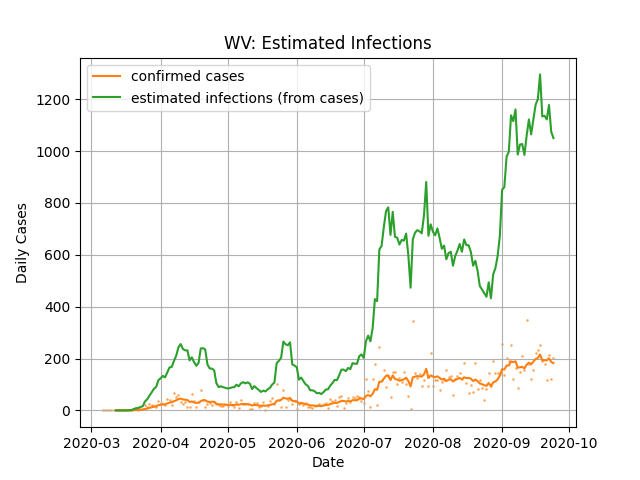 WV: Estimated Infections
confirmed cases
estimated infections (from cases)
1200
1000
800
600
400
200
0
Daily Cases
2020-03 2020-04 2020-05 2020-06 2020-07 2020-08 2020-09 2020-10
Date